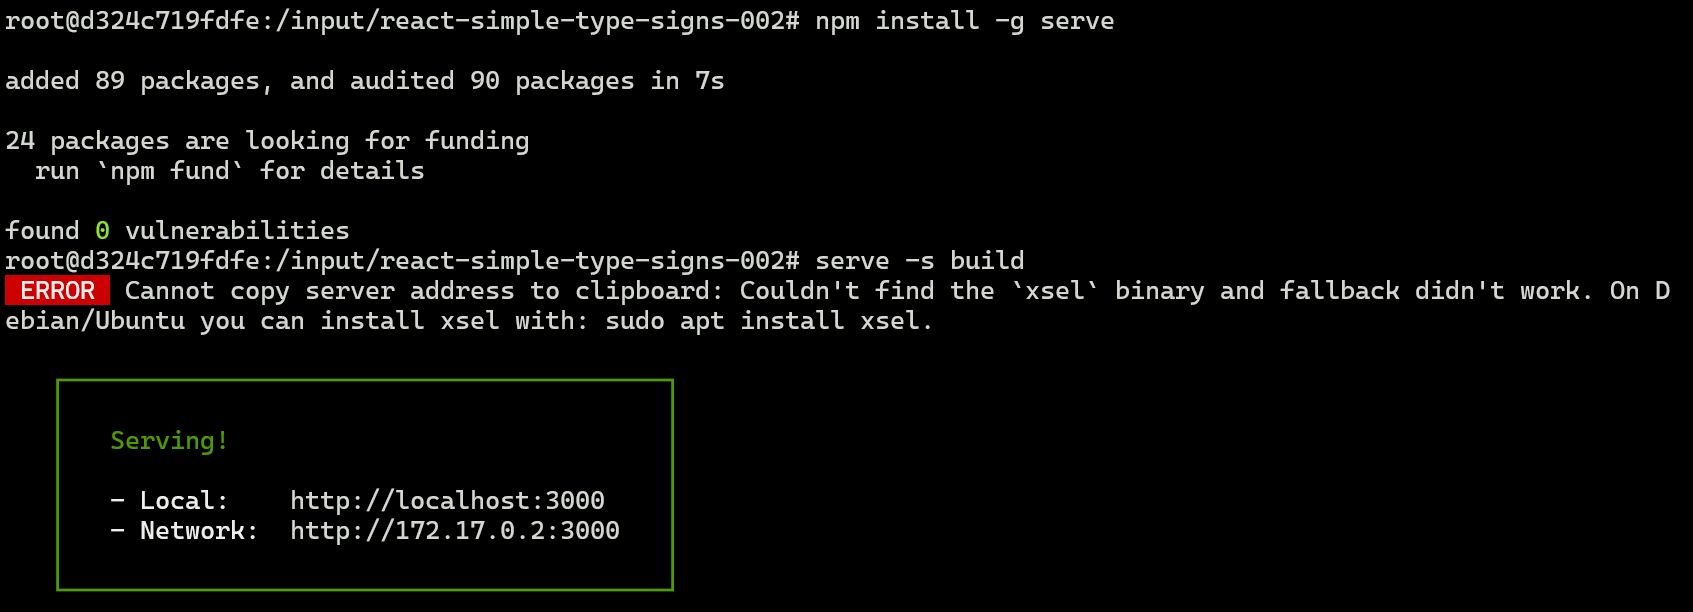 root@d324c719fdfe:/input/react-simple-type-signs-002# npm install -g serve
added 89 packages, and audited 90 packages in 7s
24 packages are looking for funding
  run `npm fund` for details
found 0 vulnerabilities
root@d324c719fdfe:/input/react-simple-type-signs-002# serve -s build
ERROR  Cannot copy server address to clipboard: Couldn't find the `xsel` binary and fallback didn't work. On D
ebian/Ubuntu you can install xsel with: sudo apt install xsel.
Serving!
- Local:    http://localhost:3000
- Network:  http://172.17.0.2:3000